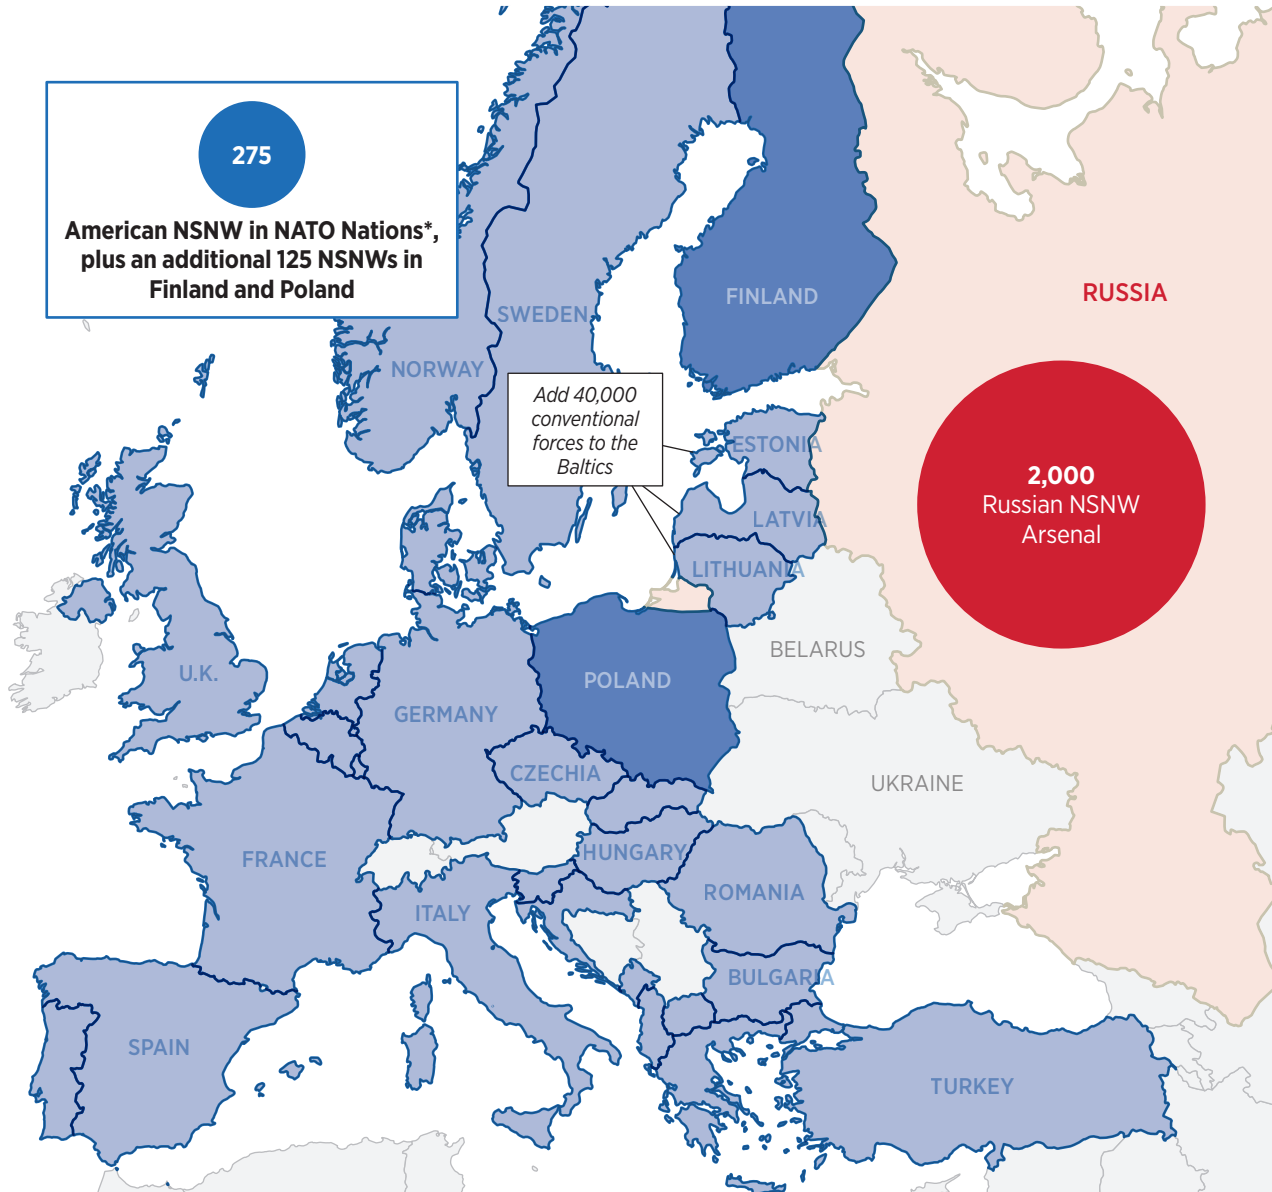 275
American NSNW in NATO Nations*,
plus an additional 125 NSNWs in
Finland and Poland
FINLAND
RUSSIA
SWEDEN
NORWAY
Add 40,000
conventional
forces to the
Baltics
ESTONIA
2,000
Russian NSNW
Arsenal
LATVIA
LITHUANIA
BELARUS
U.K.
POLAND
GERMANY
CZECHIA
UKRAINE
FRANCE
HUNGARY
ROMANIA
ITALY
BULGARIA
SPAIN
TURKEY